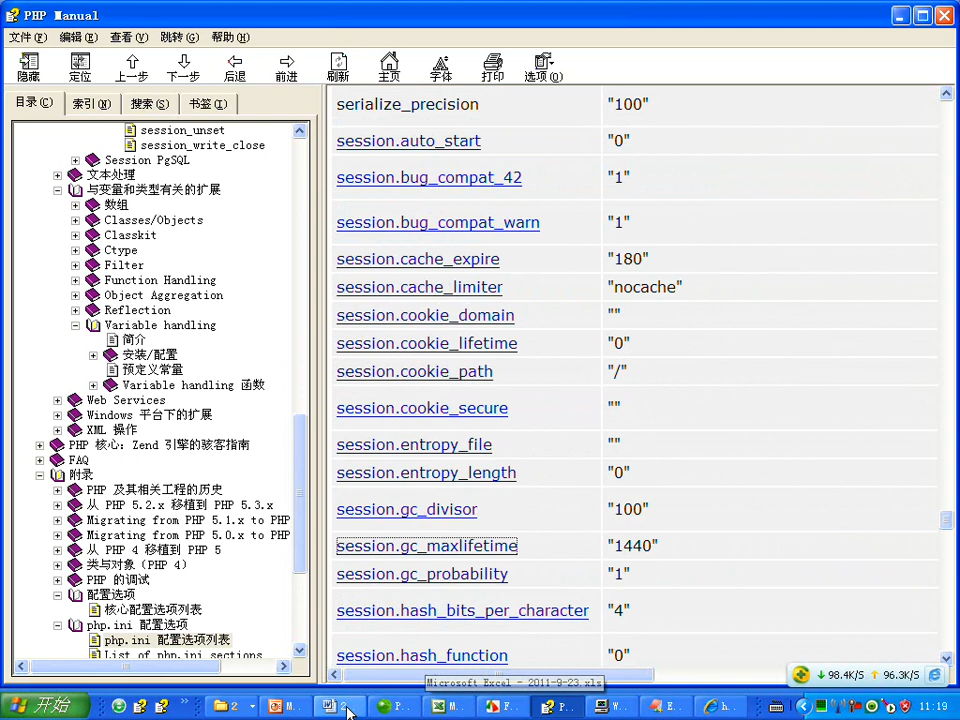 PHP Manual
文件(F) 编辑(E) 查看(V) 跳转(G) 帮助(H)
隐藏 定位 上一步 下一步 后退 前进 刷新 主页 字体 打印 选项(O)
目录(C) 索引(N) 搜索(S) 书签(I)
session_unset
session_write_close
Session PgSQL
文本处理
与变量和类型有关的扩展
数组
Classes/Objects
Classkit
Ctype
Filter
Function Handling
Object Aggregation
Reflection
Variable handling
简介
安装/配置
预定义常量
Variable handling 函数
Web Services
Windows 平台下的扩展
XML 操作
PHP 核心: Zend 引擎的骇客指南
FAQ
附录
PHP 及其相关工程的历史
从 PHP 5.2.x 移植到 PHP 5.3.x
Migrating from PHP 5.1.x to PHP
Migrating from PHP 5.0.x to PHP
从 PHP 4 移植到 PHP 5
类与对象（PHP 4）
PHP 的调试
配置选项
核心配置选项列表
php.ini 配置选项
php.ini 配置选项列表
List of php.ini sections
serialize_precision "100"
session.auto_start "0"
session.bug_compat_42 "1"
session.bug_compat_warn "1"
session.cache_expire "180"
session.cache_limiter "nocache"
session.cookie_domain ""
session.cookie_lifetime "0"
session.cookie_path "/"
session.cookie_secure ""
session.entropy_file ""
session.entropy_length "0"
session.gc_divisor "100"
session.gc_maxlifetime "1440"
session.gc_probability "1"
session.hash_bits_per_character "4"
session.hash_function "0"
↓ 98.4K/S ↑ 96.3K/S
Microsoft Excel - 2011-9-23.xls
开始 2 M. 2. P.. M.. F.. P.. W.. E.. h.. 11:19